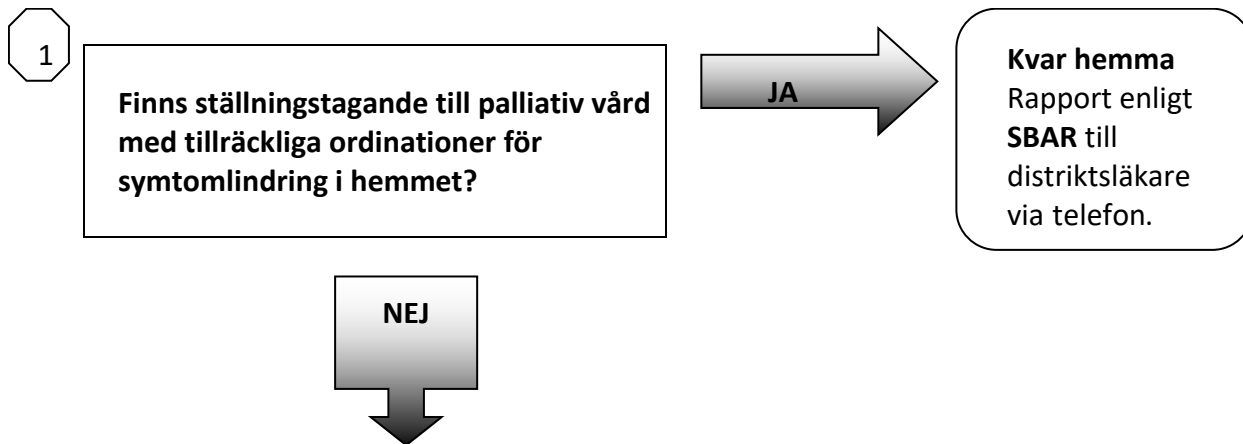 1
Finns ställningstagande till palliativ vård
med tillräckliga ordinationer för
symtomlindring i hemmet?
JA
Kvar hemma
Rapport enligt
SBAR till
distriktsläkare
via telefon.
NEJ